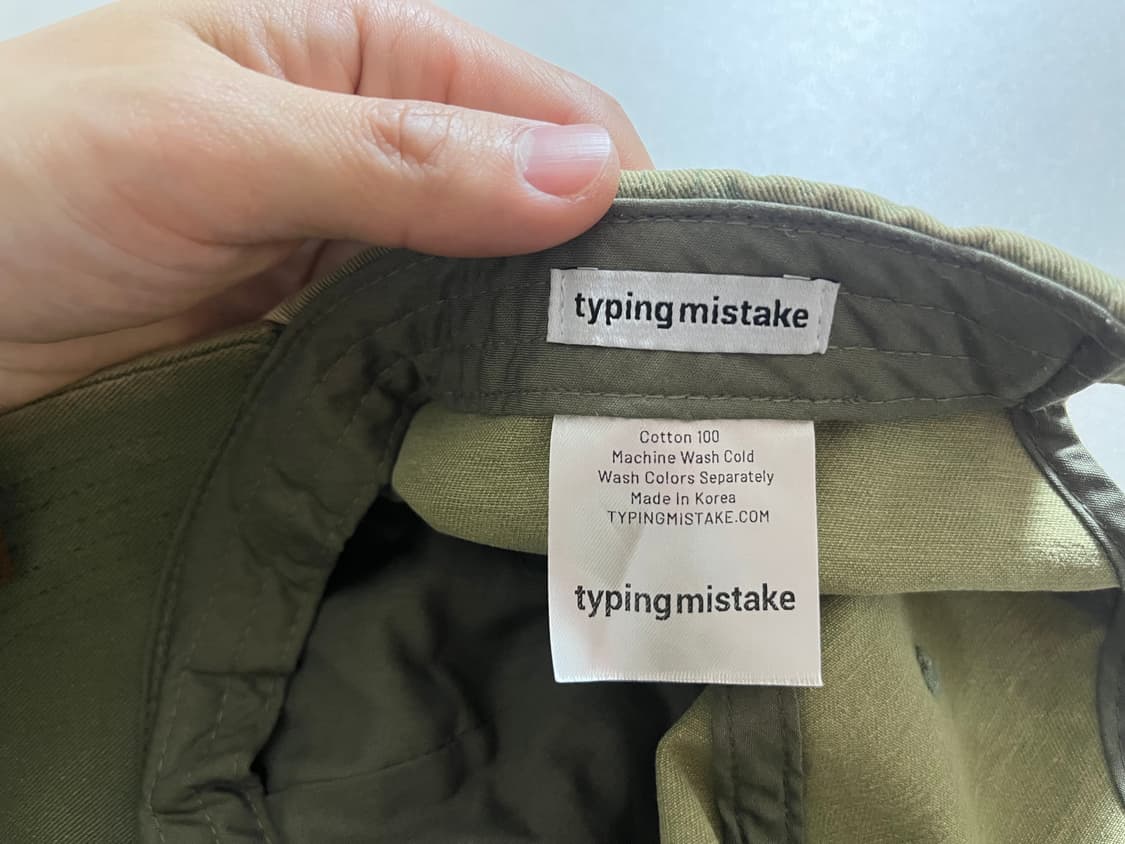 typing mistake
Cotton 100
Machine Wash Cold
Wash Colors Separately
Made In Korea
TYPINGMISTAKE.COM
typing mistake